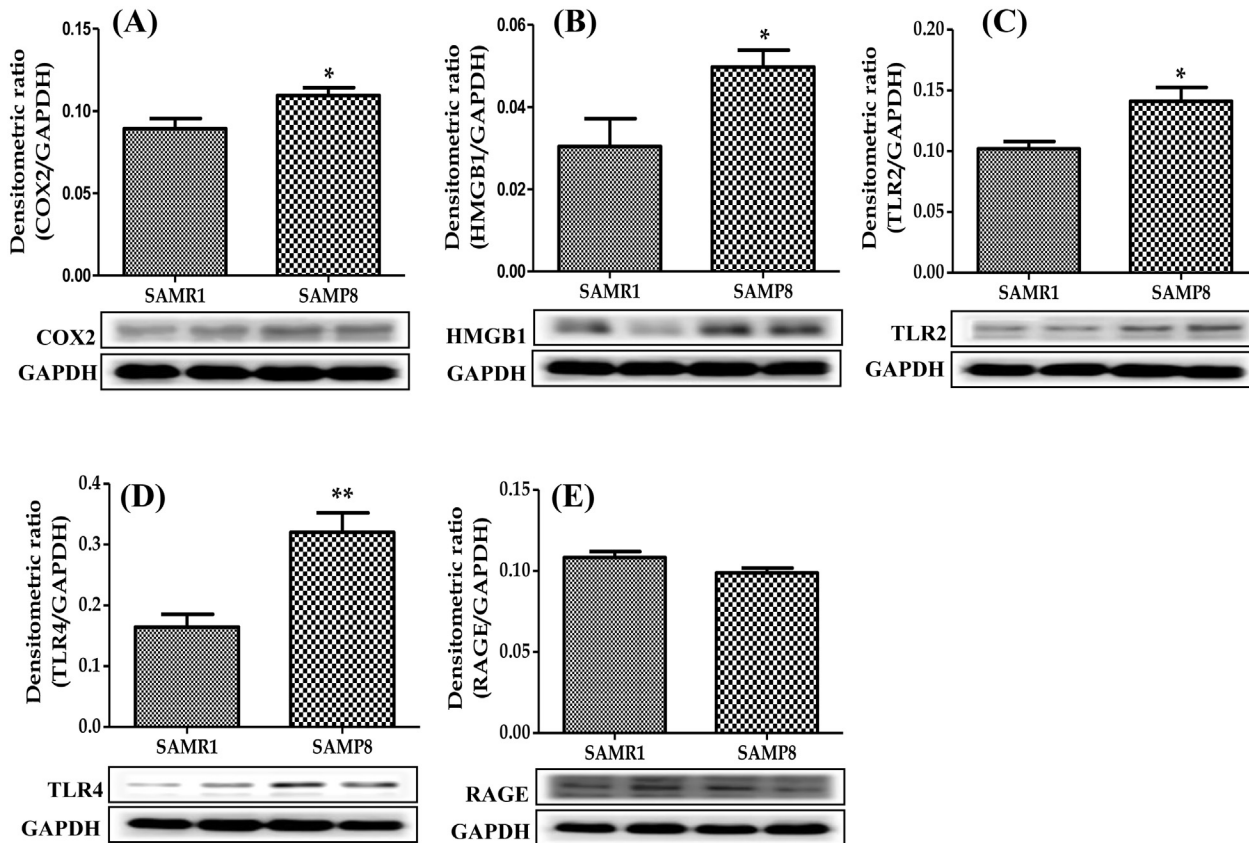 (A)
Densitometric ratio
(COX2/GAPDH)
0.15
0.10
0.05
0.00
*
SAMR1 SAMP8
COX2
GAPDH
(B)
Densitometric ratio
(HMGB1/GAPDH)
0.06
0.04
0.02
0.00
*
SAMR1 SAMP8
HMGB1
GAPDH
(C)
Densitometric ratio
(TLR2/GAPDH)
0.20
0.15
0.10
0.05
0.00
*
SAMR1 SAMP8
TLR2
GAPDH
(D)
Densitometric ratio
(TLR4/GAPDH)
0.4
0.3
0.2
0.1
0.0
**
SAMR1 SAMP8
TLR4
GAPDH
(E)
Densitometric ratio
(RAGE/GAPDH)
0.15
0.10
0.05
0.00
SAMR1 SAMP8
RAGE
GAPDH